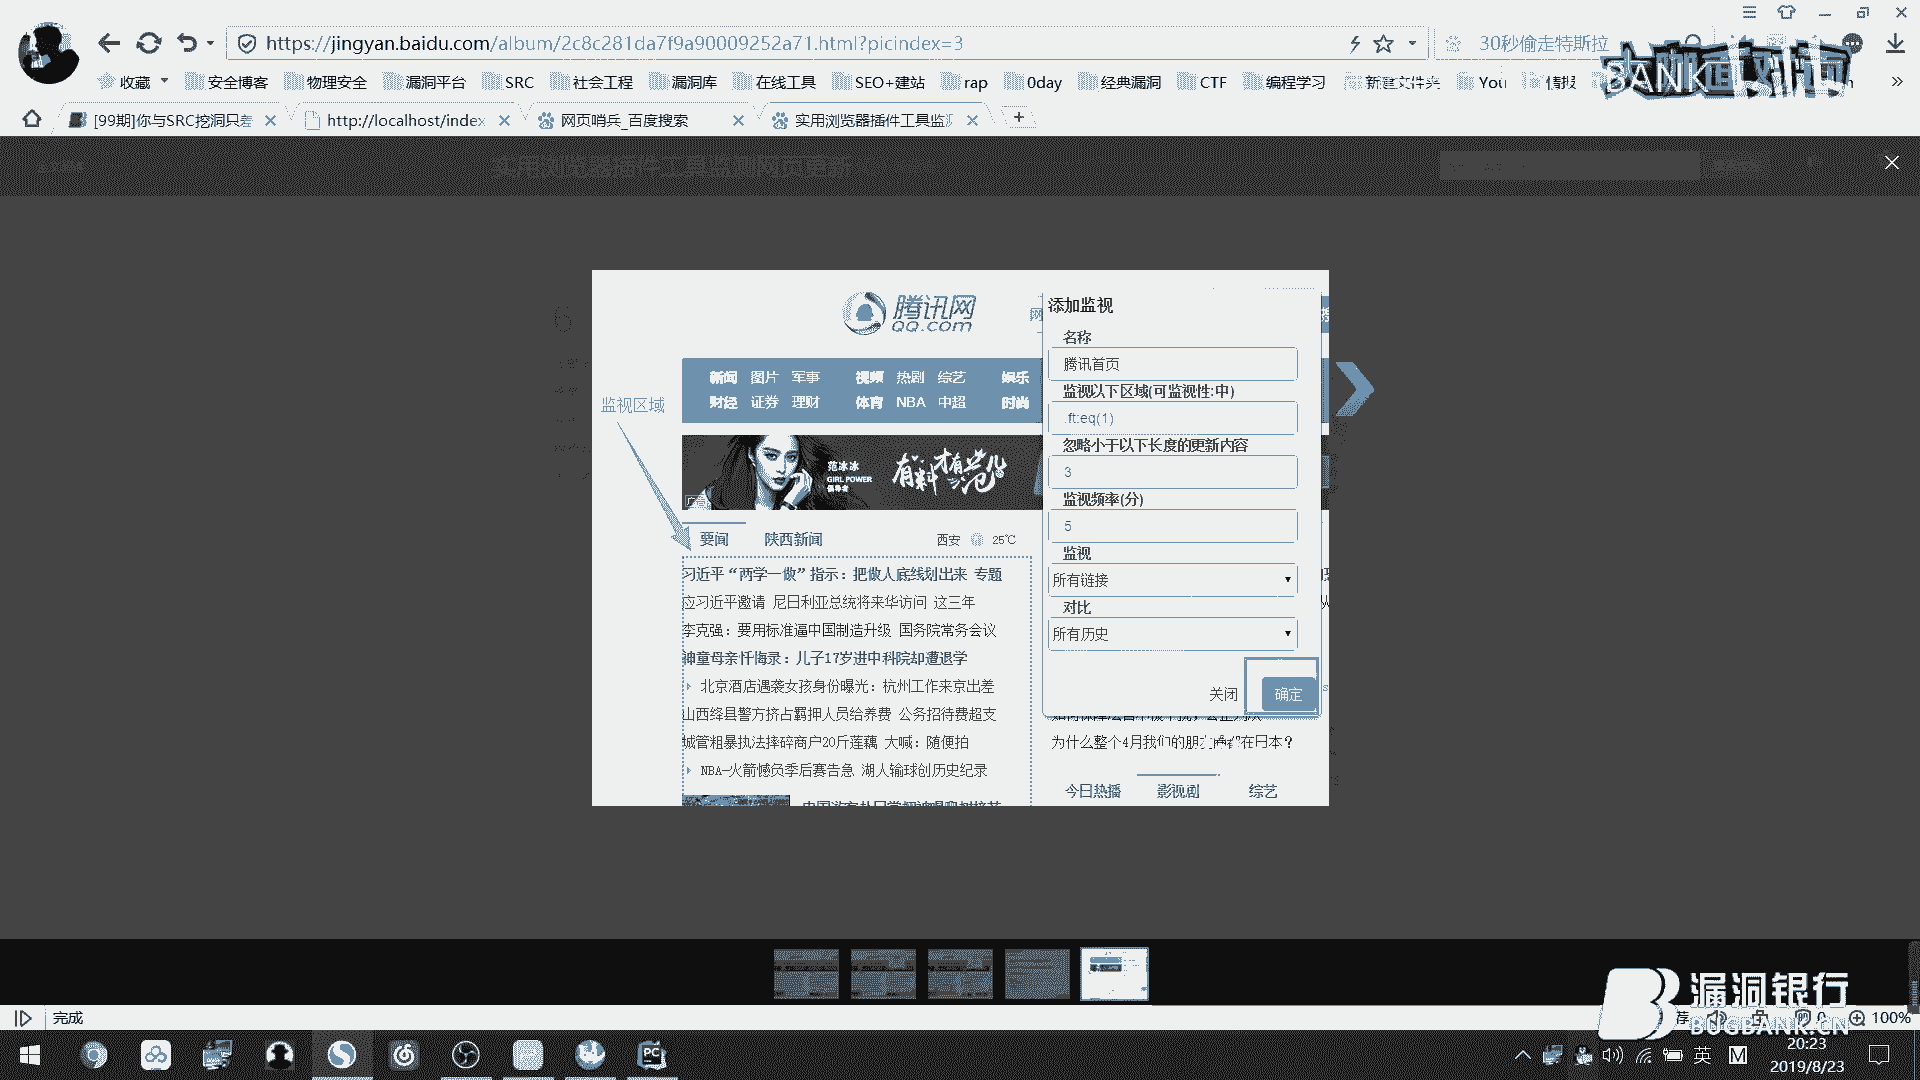 https://jingyan.baidu.com/album/2c8c281da7f9a90009252a71.html?picindex=3
30秒偷走特斯拉
收藏 安全博客 物理安全 漏洞平台 SRC 社会工程 漏洞库 在线工具 SEO+建站 rap 0day 经典漏洞 CTF 编程学习 新建文件夹 You 情报
BANK
[99期]你与SRC挖洞只差 http://localhost/index 网页哨兵_百度搜索 实用浏览器插件工具监测
实用浏览器插件工具监测网页更新
腾讯网
QQ.com
新闻 图片 军事 视频 热剧 综艺 娱乐
财经 证券 理财 体育 NBA 中超 时尚
监视区域
范冰冰
GIRL POWER
倡导者
广告
要闻 陕西新闻 西安 25℃
习近平“两学一做”指示：把做人底线划出来 专题
应习近平邀请 尼日利亚总统将来华访问 这三年
李克强：要用标准逼中国制造升级 国务院常务会议
神童母亲忏悔录：儿子17岁进中科院却遭退学
北京酒店遇袭女孩身份曝光：杭州工作来京出差
山西绛县警方挤占羁押人员给养费 公务招待费超支
城管粗暴执法摔碎商户20斤莲藕 大喊：随便拍
NBA-火箭憾负季后赛告急 湖人输球创历史纪录
添加监视
名称
腾讯首页
监视以下区域(可监视性:中)
.ft:eq(1)
忽略小于以下长度的更新内容
3
监视频率(分)
5
监视
所有链接
对比
所有历史
关闭 确定
为什么整个4月我们的朋友 在日本？
今日热播 影视剧 综艺
漏洞银行
BUGBANK.CN
完成
100%
英
M
20:23
2019/8/23